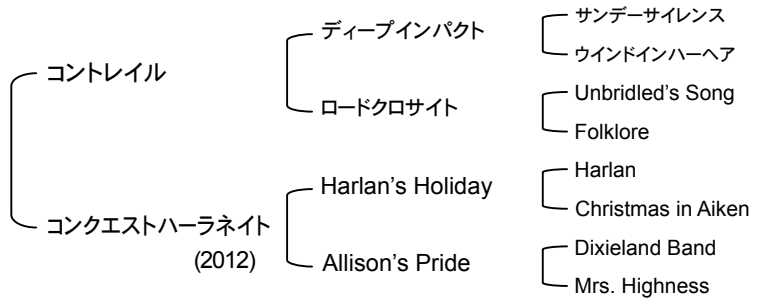 コントレイル
ディープインパクト
サンデーサイレンス
ウインドインハーヘア
ロードクロサイト
Unbridled’s Song
Folklore
コンクエストハーラネイト
(2012)
Harlan’s Holiday
Harlan
Christmas in Aiken
Allison’s Pride
Dixieland Band
Mrs. Highness